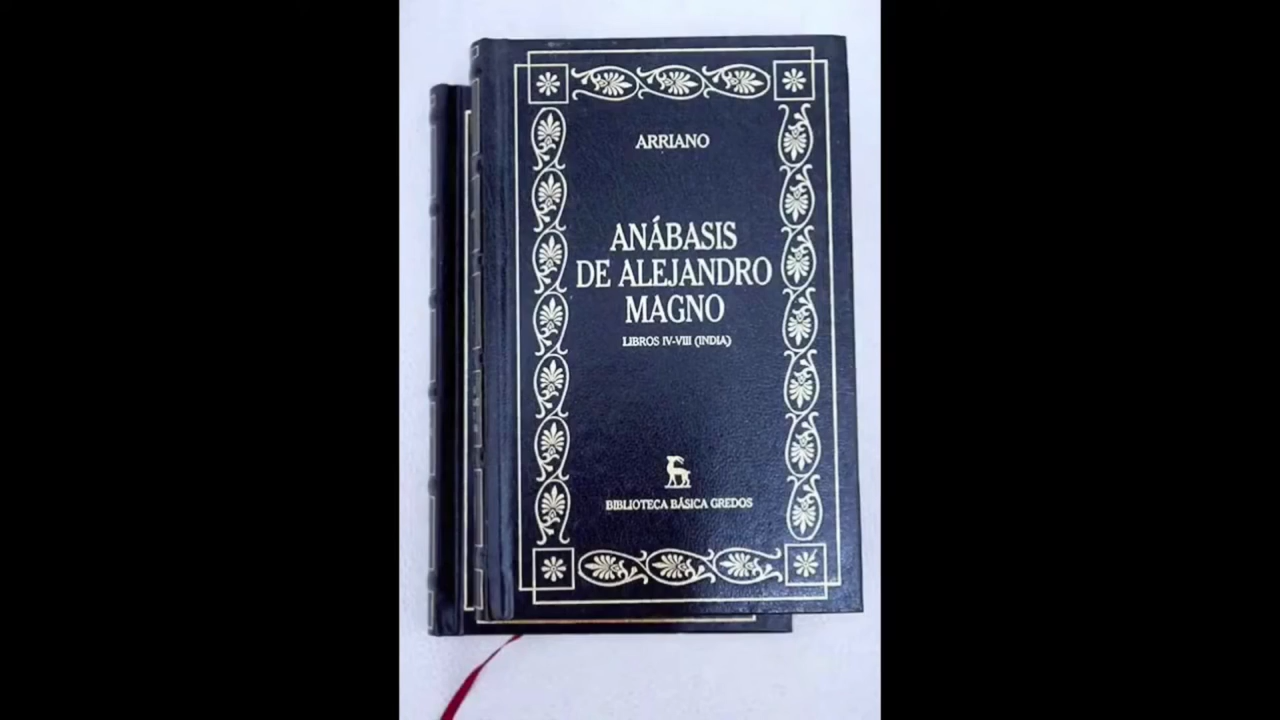 ARRIANO
ANÁBASIS
DE ALEJANDRO
MAGNO
LIBROS IV-VIII (INDIA)
BIBLIOTECA BÁSICA GREDOS